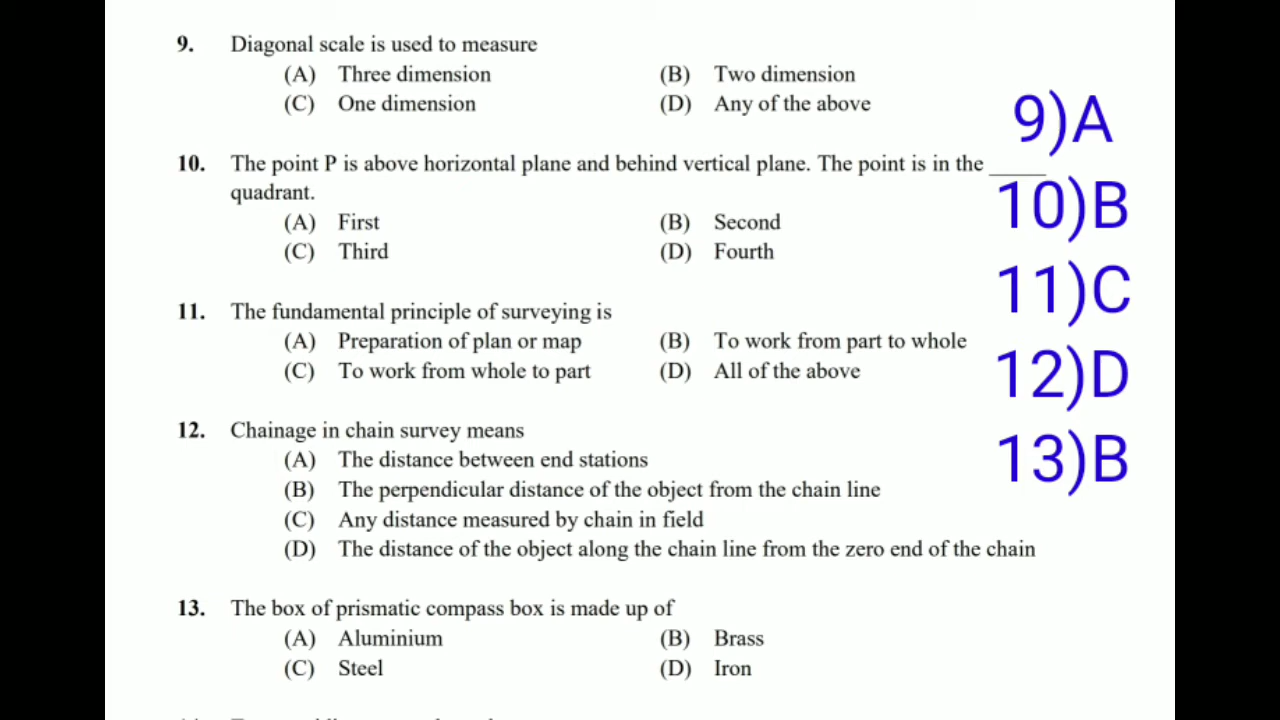 9. Diagonal scale is used to measure
(A) Three dimension (B) Two dimension
(C) One dimension (D) Any of the above
10. The point P is above horizontal plane and behind vertical plane. The point is in the _____
quadrant.
(A) First (B) Second
(C) Third (D) Fourth
11. The fundamental principle of surveying is
(A) Preparation of plan or map (B) To work from part to whole
(C) To work from whole to part (D) All of the above
12. Chainage in chain survey means
(A) The distance between end stations
(B) The perpendicular distance of the object from the chain line
(C) Any distance measured by chain in field
(D) The distance of the object along the chain line from the zero end of the chain
13. The box of prismatic compass box is made up of
(A) Aluminium (B) Brass
(C) Steel (D) Iron
9)A
10)B
11)C
12)D
13)B